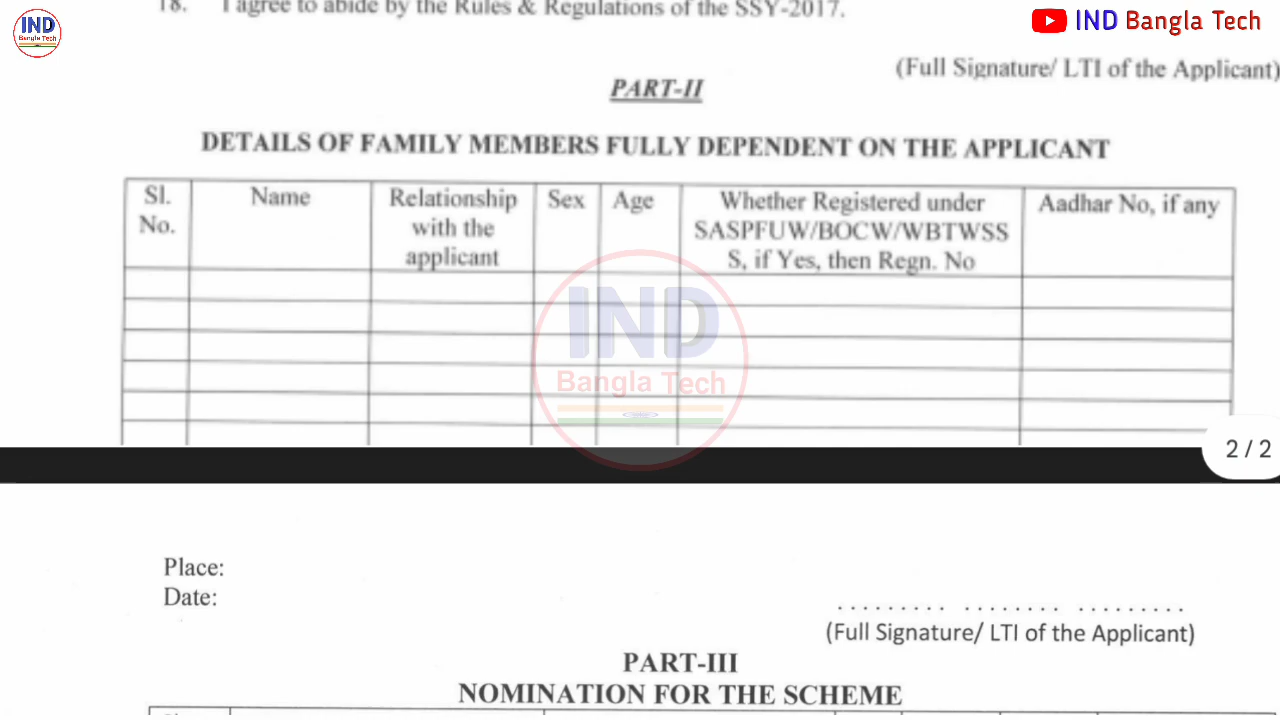 IND
Bangla Tech
IND Bangla Tech
18. I agree to abide by the Rules & Regulations of the SSY-2017.
(Full Signature/ LTI of the Applicant)
PART-II
DETAILS OF FAMILY MEMBERS FULLY DEPENDENT ON THE APPLICANT
Sl. No.
Name
Relationship with the applicant
Sex
Age
Whether Registered under SASPFUW/BOCW/WBTWSS S, if Yes, then Regn. No
Aadhar No, if any
IND
Bangla Tech
2 / 2
Place:
Date:
......... ........ .........
(Full Signature/ LTI of the Applicant)
PART-III
NOMINATION FOR THE SCHEME